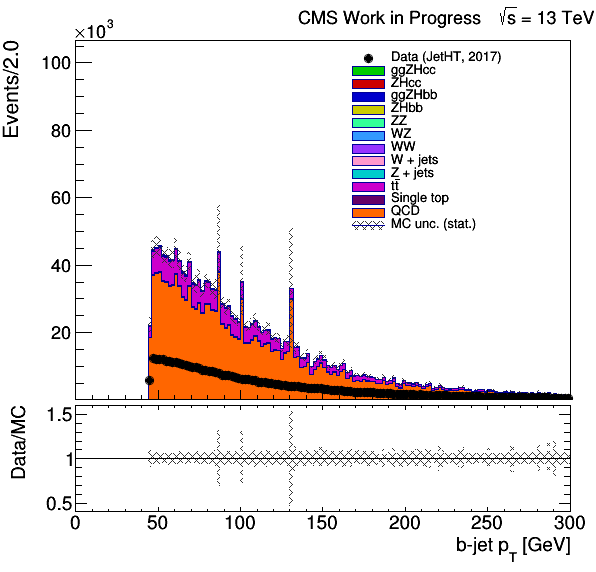 CMS Work in Progress √s = 13 TeV
×10³
Events/2.0
100
80
60
40
20
Data (JetHT, 2017)
ggZHcc
ZHcc
ggZHbb
ZHbb
ZZ
WZ
WW
W + jets
Z + jets
tt̄
Single top
QCD
MC unc. (stat.)
Data/MC
1.5
1
0.5
0 50 100 150 200 250 300
b-jet p_T [GeV]